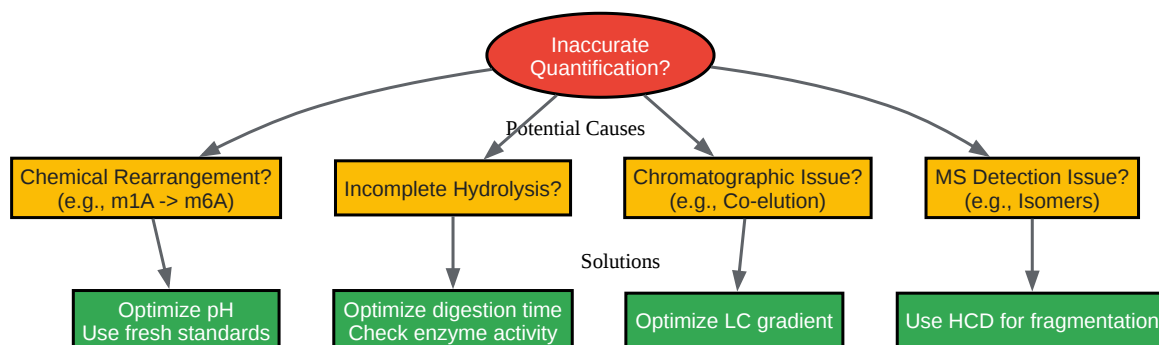 Inaccurate
Quantification?
Potential Causes
Chemical Rearrangement?
(e.g., m1A -> m6A)
Incomplete Hydrolysis?
Chromatographic Issue?
(e.g., Co-elution)
MS Detection Issue?
(e.g., Isomers)
Solutions
Optimize pH
Use fresh standards
Optimize digestion time
Check enzyme activity
Optimize LC gradient
Use HCD for fragmentation